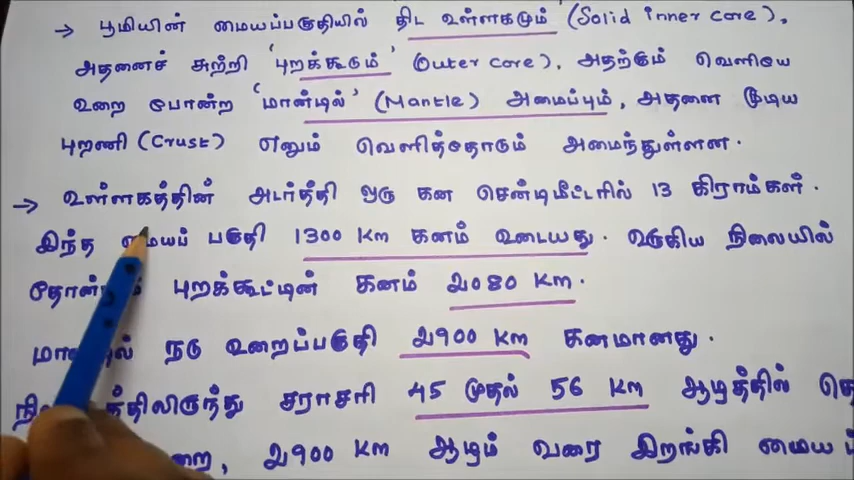 → பூமியின் மையப்பகுதியில் திட உள்ளகமும் (Solid inner core),
அதனைச் சுற்றி 'புறக்கூடும்' (Outer core), அதற்கும் வெளியே
உறை போன்ற 'மான்டில்' (Mantle) அமைப்பும், அதனை மூடிய
புறணி (Crust) எனும் வெளித்தோடும் அமைந்துள்ளன.
→ உள்ளகத்தின் அடர்த்தி ஒரு கன சென்டிமீட்டரில் 13 கிராம்கள்.
இந்த மையப் பகுதி 1300 Km கனம் உடையது. உருகிய நிலையில்
புறக்கூட்டின் கனம் 2080 Km.
நடு உறைப்பகுதி 2900 Km கனமானது.
சராசரி 45 முதல் 56 Km ஆழத்தில்
2900 Km ஆழம் வரை இறங்கி